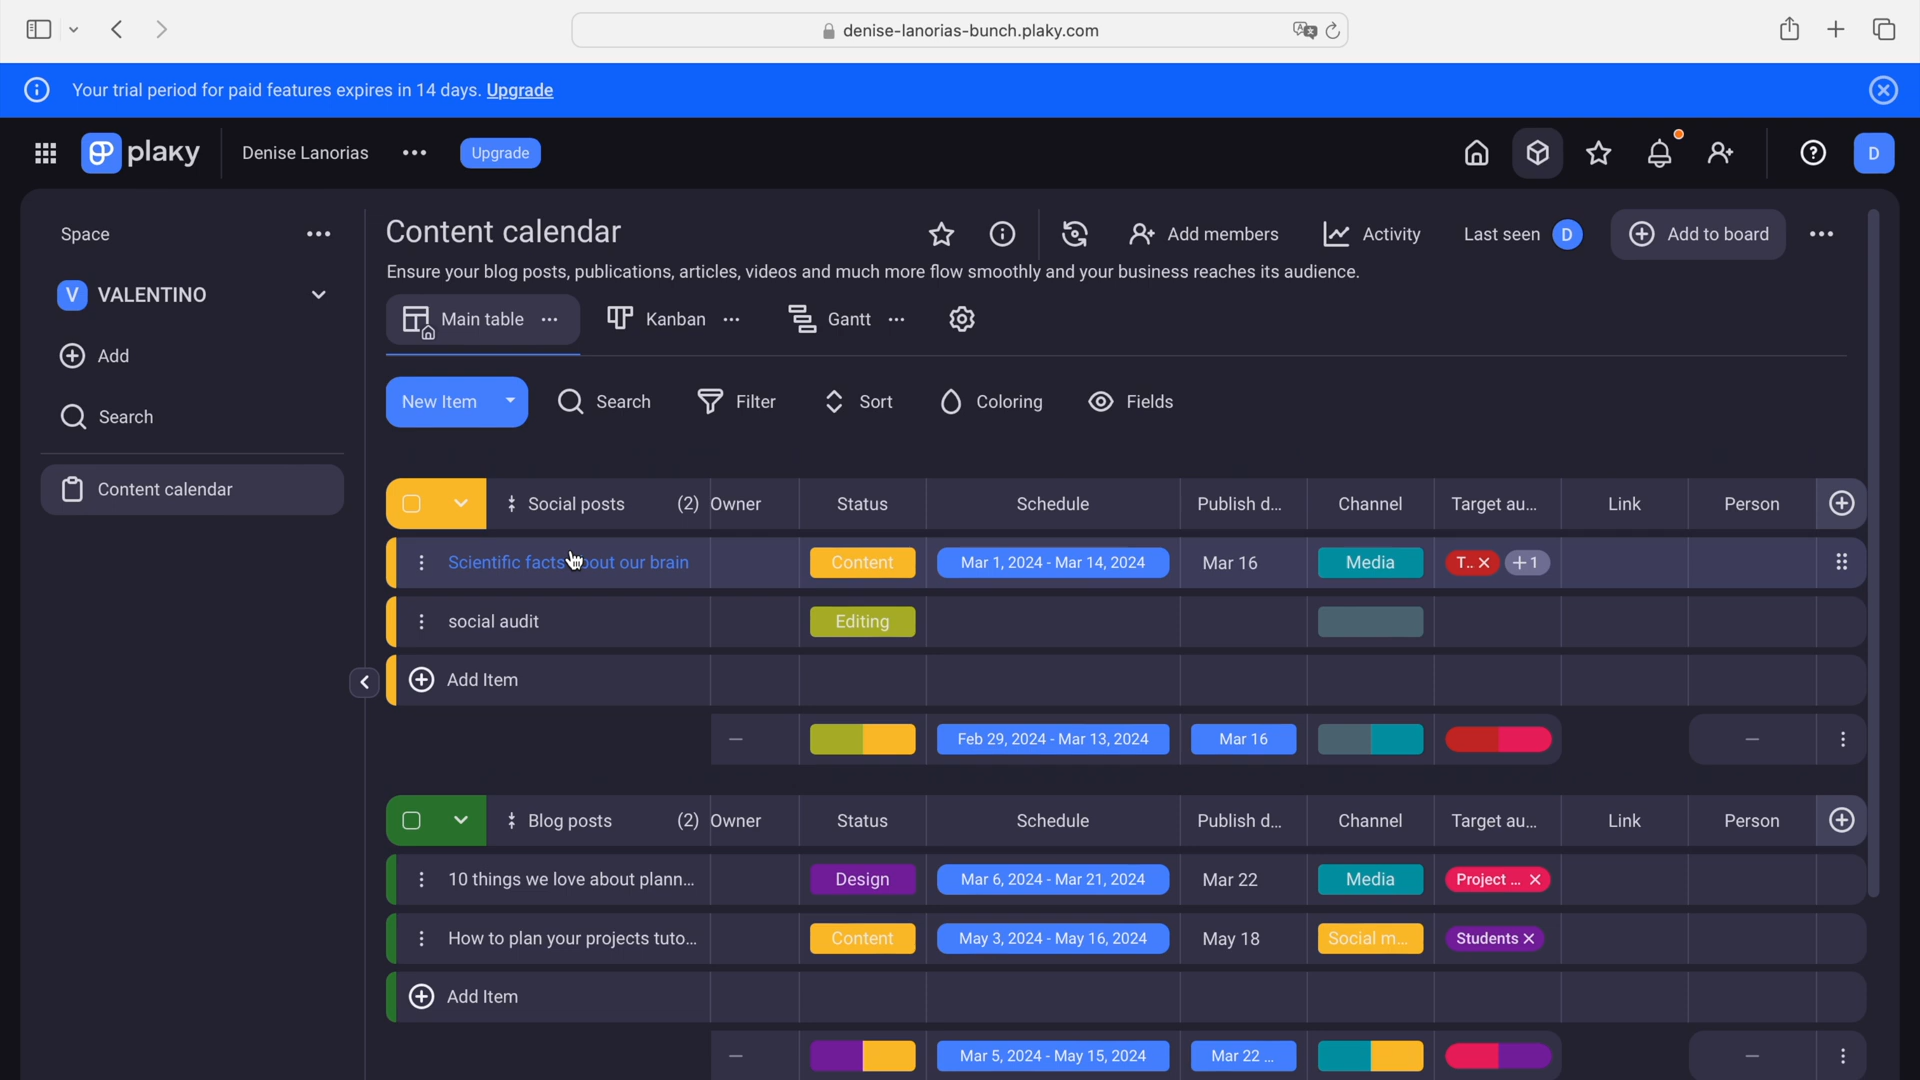 denise-lanorias-bunch.plaky.com
Your trial period for paid features expires in 14 days. Upgrade
plaky Denise Lanorias Upgrade D
Space
V VALENTINO
Add
Search
Content calendar
Content calendar Add members Activity Last seen D Add to board
Ensure your blog posts, publications, articles, videos and much more flow smoothly and your business reaches its audience.
Main table Kanban Gantt
New Item Search Filter Sort Coloring Fields
Social posts (2) Owner Status Schedule Publish d... Channel Target au... Link Person
Scientific facts about our brain Content Mar 1, 2024 - Mar 14, 2024 Mar 16 Media T.. +1
social audit Editing
Add Item
– Feb 29, 2024 - Mar 13, 2024 Mar 16 –
Blog posts (2) Owner Status Schedule Publish d... Channel Target au... Link Person
10 things we love about plann... Design Mar 6, 2024 - Mar 21, 2024 Mar 22 Media Project ...
How to plan your projects tuto... Content May 3, 2024 - May 16, 2024 May 18 Social m... Students
Add Item
– Mar 5, 2024 - May 15, 2024 Mar 22 ... –